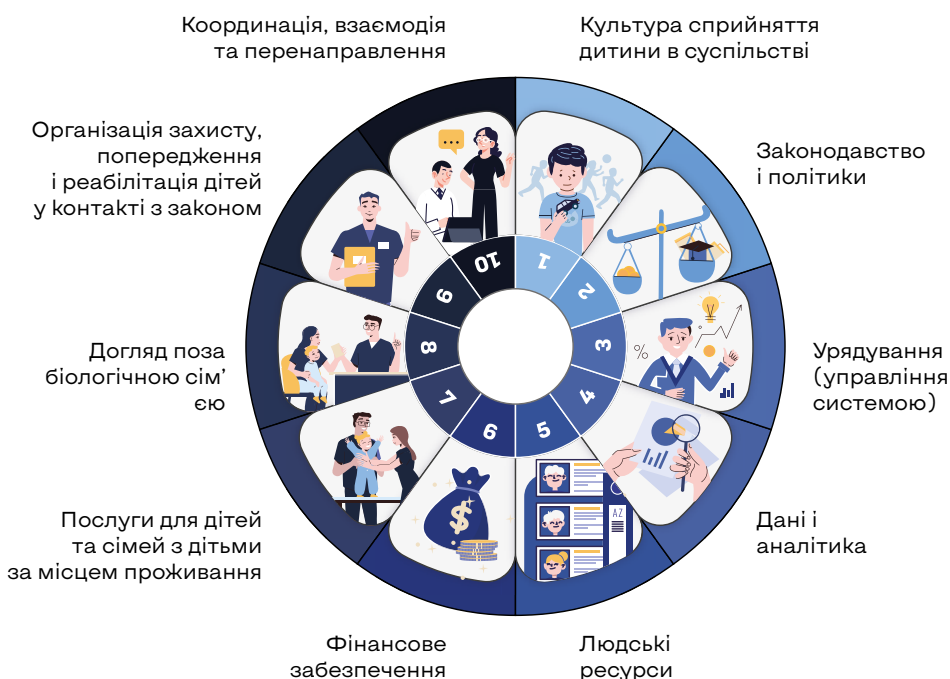 Координація, взаємодія
та перенаправлення
Культура сприйняття
дитини в суспільстві
Організація захисту,
попередження
і реабілітація дітей
у контакті з законом
Законодавство
і політики
Догляд поза
біологічною сім’
єю
Урядування
(управління
системою)
Послуги для дітей
та сімей з дітьми
за місцем проживання
Дані і
аналітика
Фінансове
забезпечення
Людські
ресурси
1
2
3
4
5
6
7
8
9
10
%
$
A Z